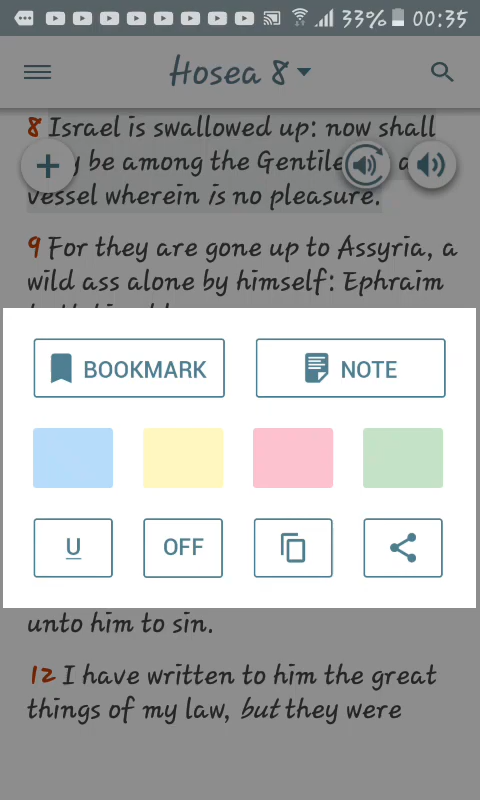 33% 00:35
Hosea 8
8 Israel is swallowed up: now shall
be among the Gentile
vessel wherein is no pleasure.
9 For they are gone up to Assyria, a
wild ass alone by himself: Ephraim
BOOKMARK NOTE
U OFF
unto him to sin.
12 I have written to him the great
things of my law, but they were